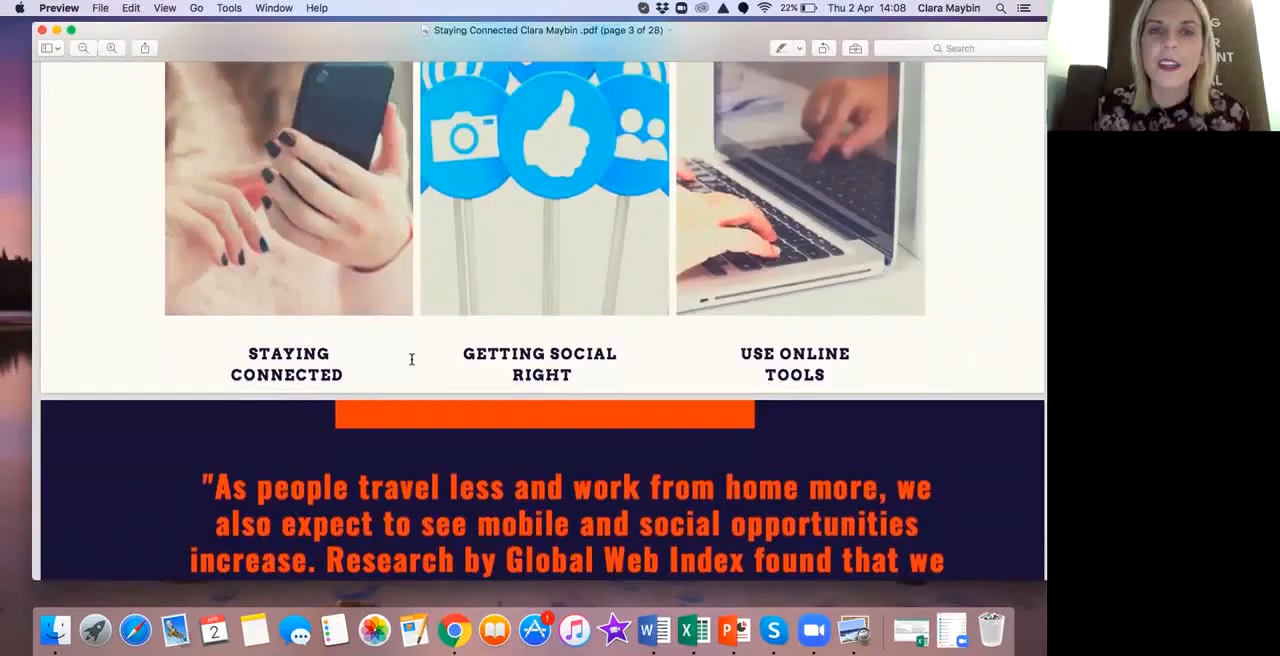 Preview File Edit View Go Tools Window Help 22% Thu 2 Apr 14:08 Clara Maybin
Staying Connected Clara Maybin .pdf (page 3 of 28)
Search
STAYING
CONNECTED
GETTING SOCIAL
RIGHT
USE ONLINE
TOOLS
"As people travel less and work from home more, we
also expect to see mobile and social opportunities
increase. Research by Global Web Index found that we
APR
2
1
W
X
P
S